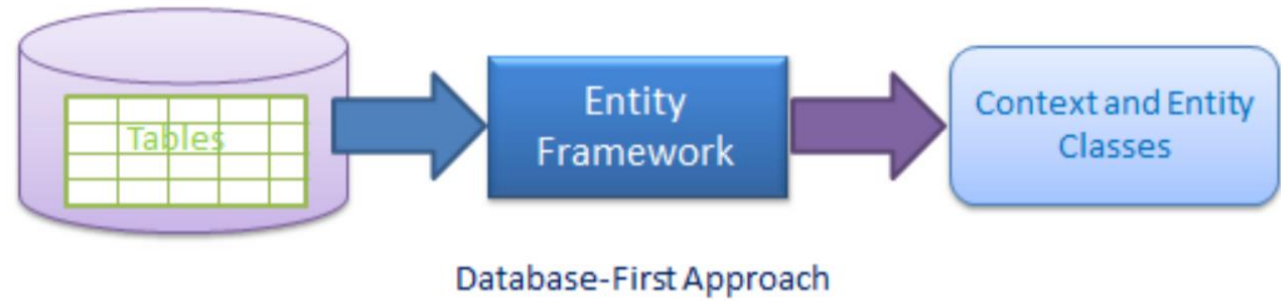 Tables
Entity
Framework
Context and Entity
Classes
Database-First Approach